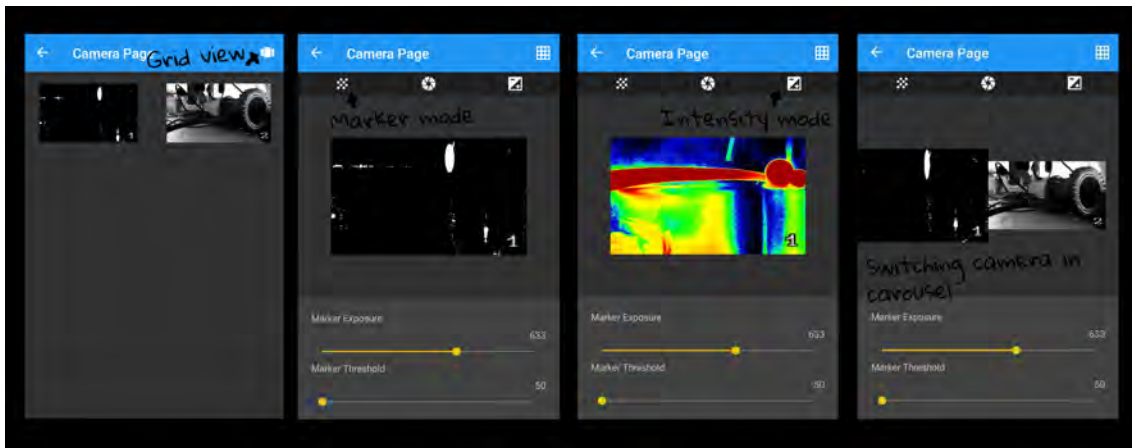 Camera Page
Grid view
1
2
Camera Page
Marker mode
1
Marker Exposure
633
Marker Threshold
50
Camera Page
Intensity mode
1
Marker Exposure
633
Marker Threshold
50
Camera Page
2
Switching camera in
carousel
Marker Exposure
633
Marker Threshold
50